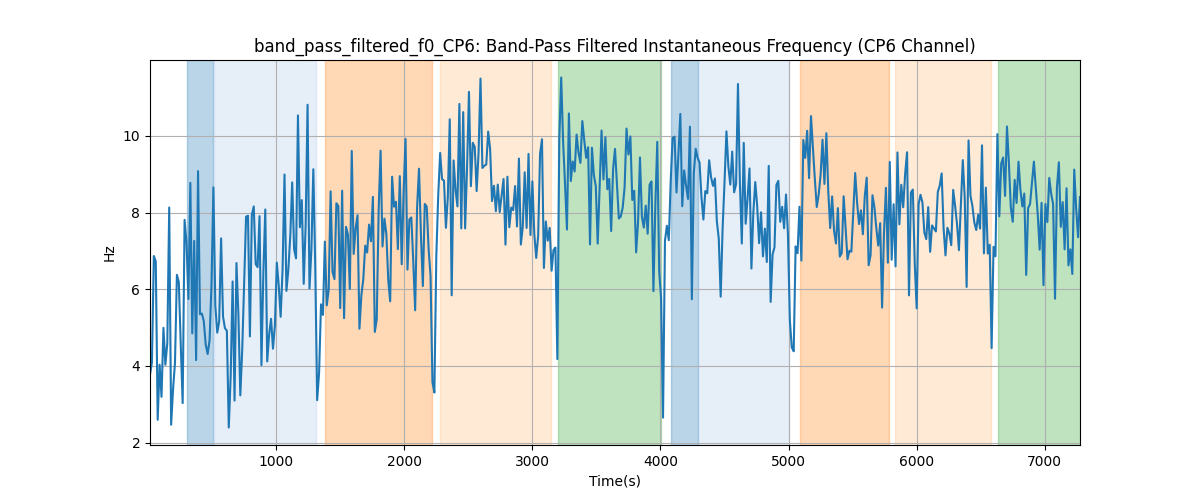 band_pass_filtered_f0_CP6: Band-Pass Filtered Instantaneous Frequency (CP6 Channel)
10
8
6
4
2
Hz
1000 2000 3000 4000 5000 6000 7000
Time(s)